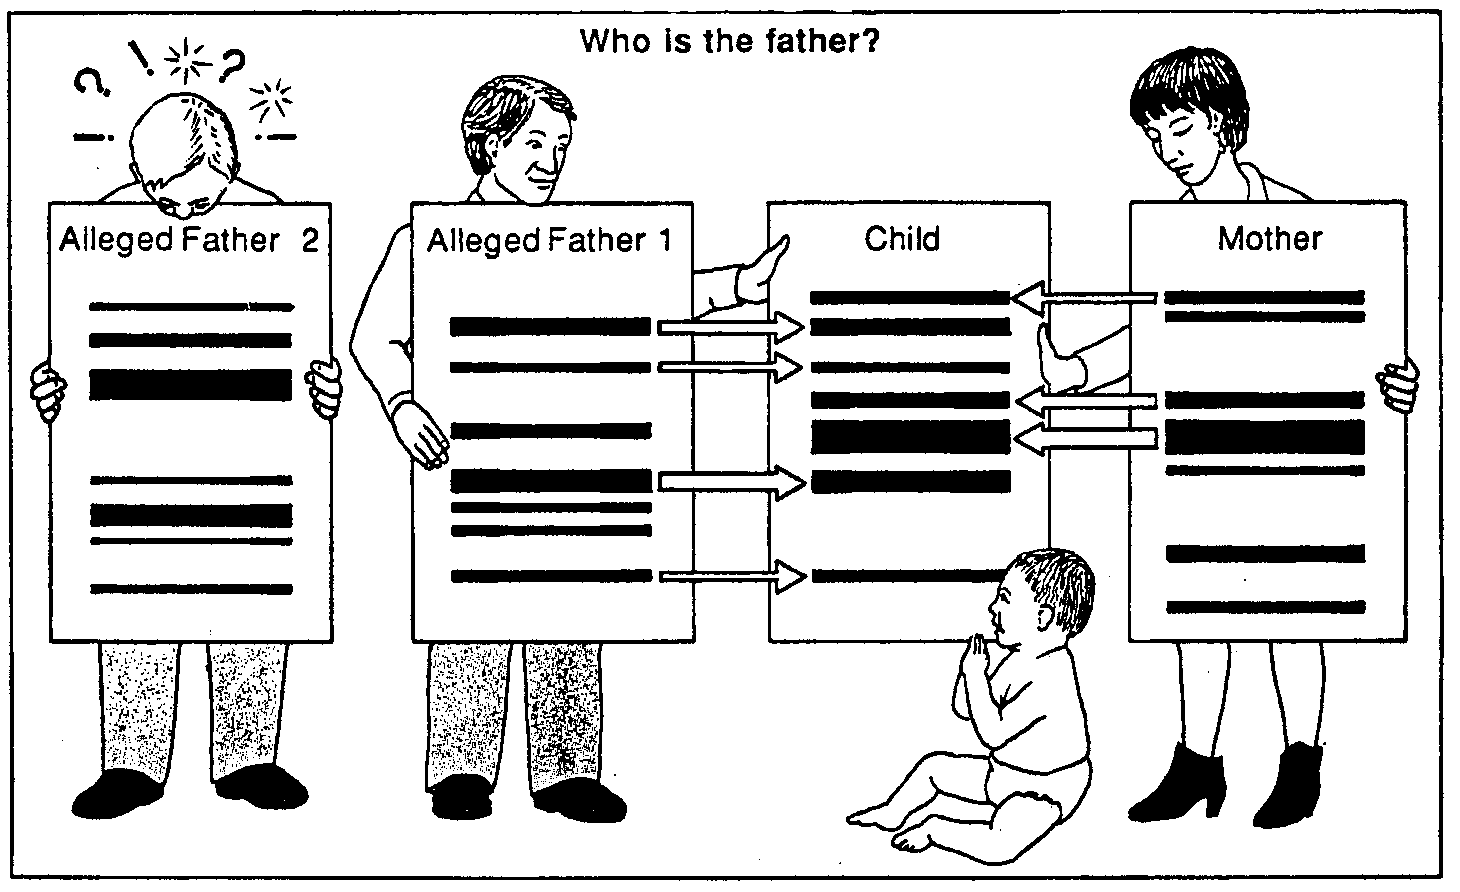 Who is the father?
Alleged Father 2
Alleged Father 1
Child
Mother
? ! ?